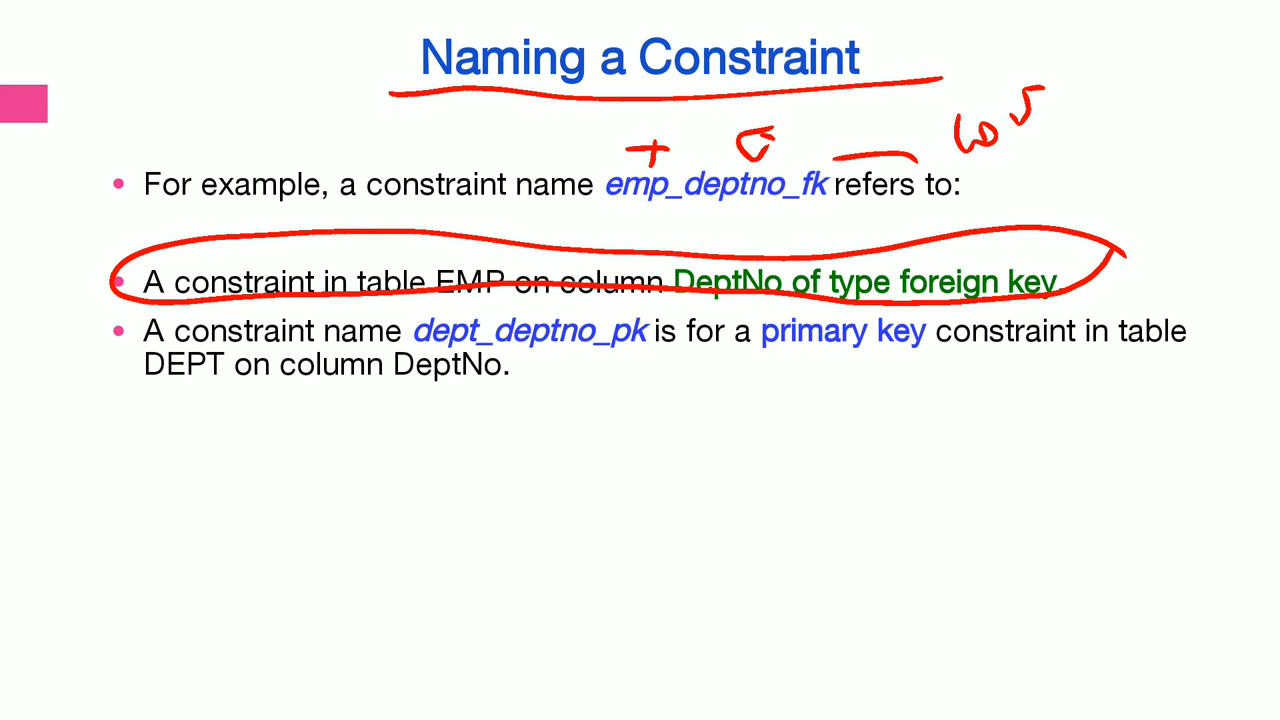 Naming a Constraint
• For example, a constraint name emp_deptno_fk refers to:
• A constraint in table EMP on column DeptNo of type foreign key.
• A constraint name dept_deptno_pk is for a primary key constraint in table
DEPT on column DeptNo.